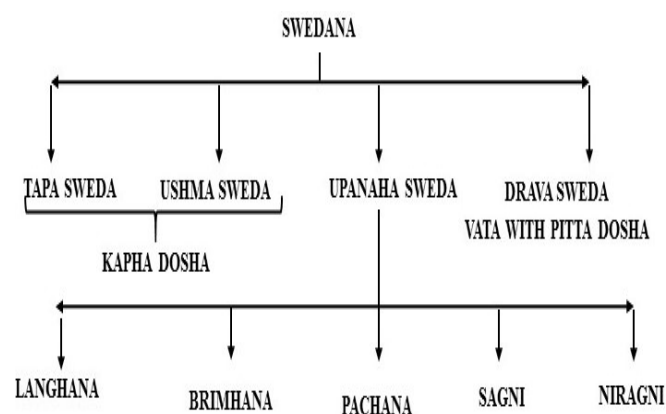 SWEDANA
TAPA SWEDA
USHMA SWEDA
UPANAHA SWEDA
DRAVA SWEDA
VATA WITH PITTA DOSHA
KAPHA DOSHA
LANGHANA
BRIMHANA
PACHANA
SAGNI
NIRAGNI